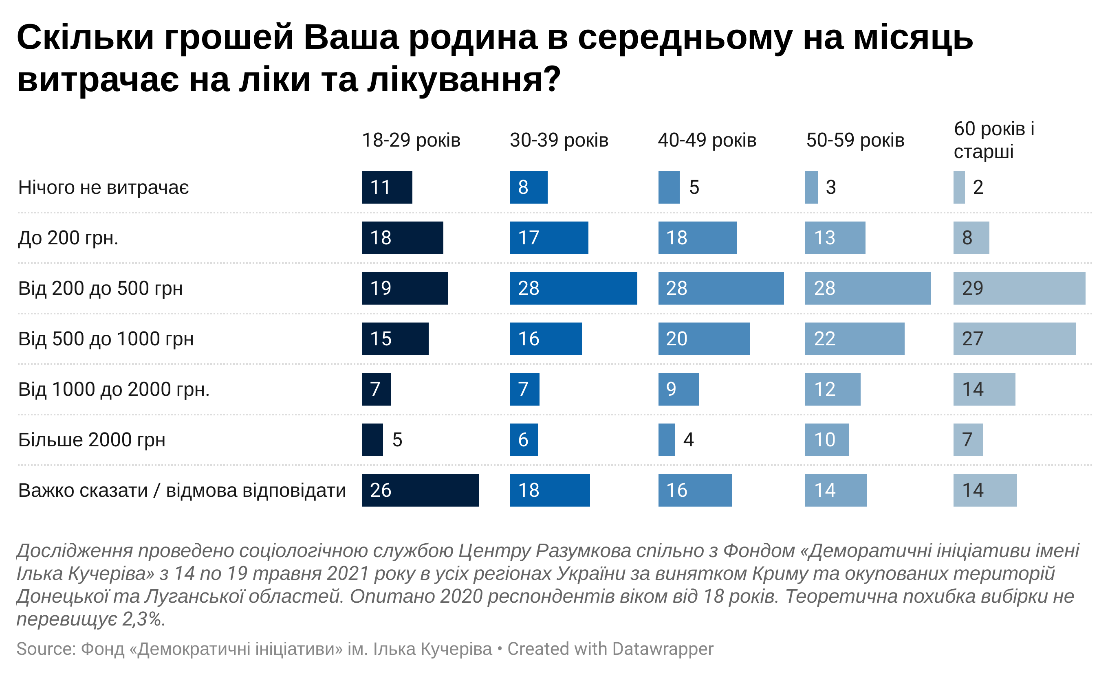 Скільки грошей Ваша родина в середньому на місяць
витрачає на ліки та лікування?
18-29 років 30-39 років 40-49 років 50-59 років 60 років і
старші
Нічого не витрачає 11 8 5 3 2
До 200 грн. 18 17 18 13 8
Від 200 до 500 грн 19 28 28 28 29
Від 500 до 1000 грн 15 16 20 22 27
Від 1000 до 2000 грн. 7 7 9 12 14
Більше 2000 грн 5 6 4 10 7
Важко сказати / відмова відповідати 26 18 16 14 14
Дослідження проведено соціологічною службою Центру Разумкова спільно з Фондом «Деморатичні ініціативи імені
Ілька Кучеріва» з 14 по 19 травня 2021 року в усіх регіонах України за винятком Криму та окупованих територій
Донецької та Луганської областей. Опитано 2020 респондентів віком від 18 років. Теоретична похибка вибірки не
перевищує 2,3%.
Source: Фонд «Демократичні ініціативи» ім. Ілька Кучеріва • Created with Datawrapper